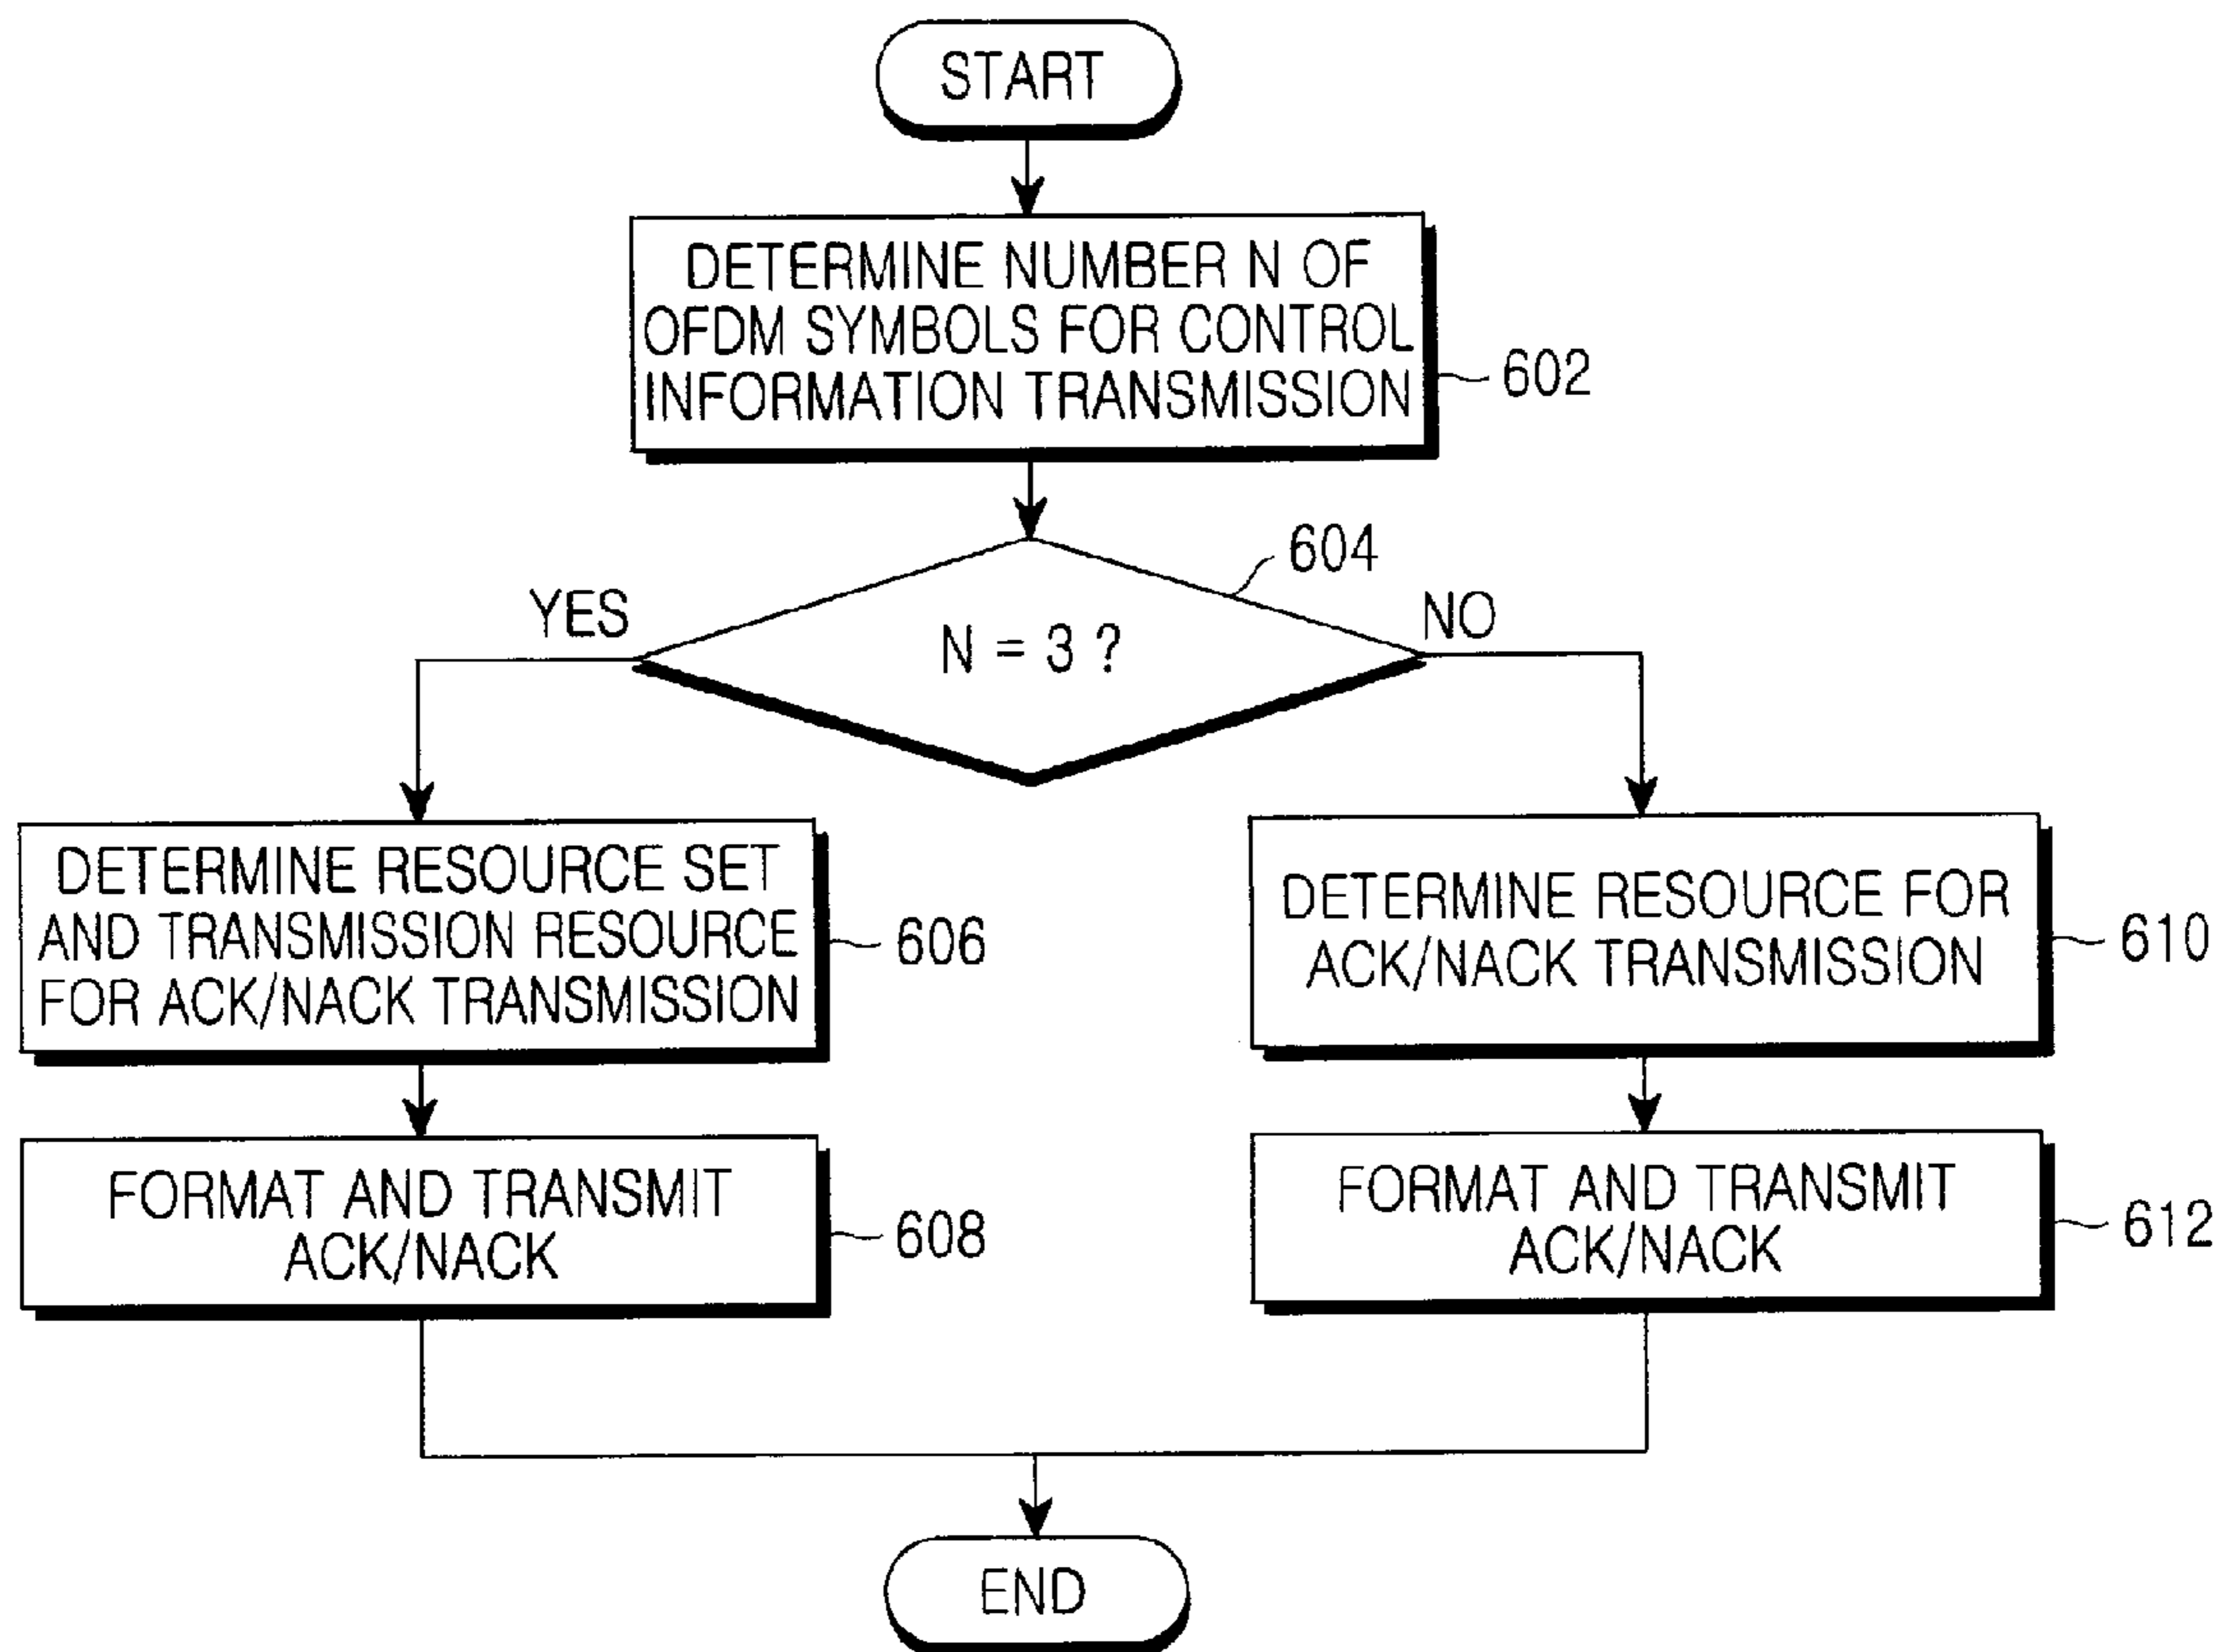 START
DETERMINE NUMBER N OF
OFDM SYMBOLS FOR CONTROL
INFORMATION TRANSMISSION
602
604
YES
N = 3 ?
NO
DETERMINE RESOURCE SET
AND TRANSMISSION RESOURCE
FOR ACK/NACK TRANSMISSION
606
DETERMINE RESOURCE FOR
ACK/NACK TRANSMISSION
610
FORMAT AND TRANSMIT
ACK/NACK
608
FORMAT AND TRANSMIT
ACK/NACK
612
END